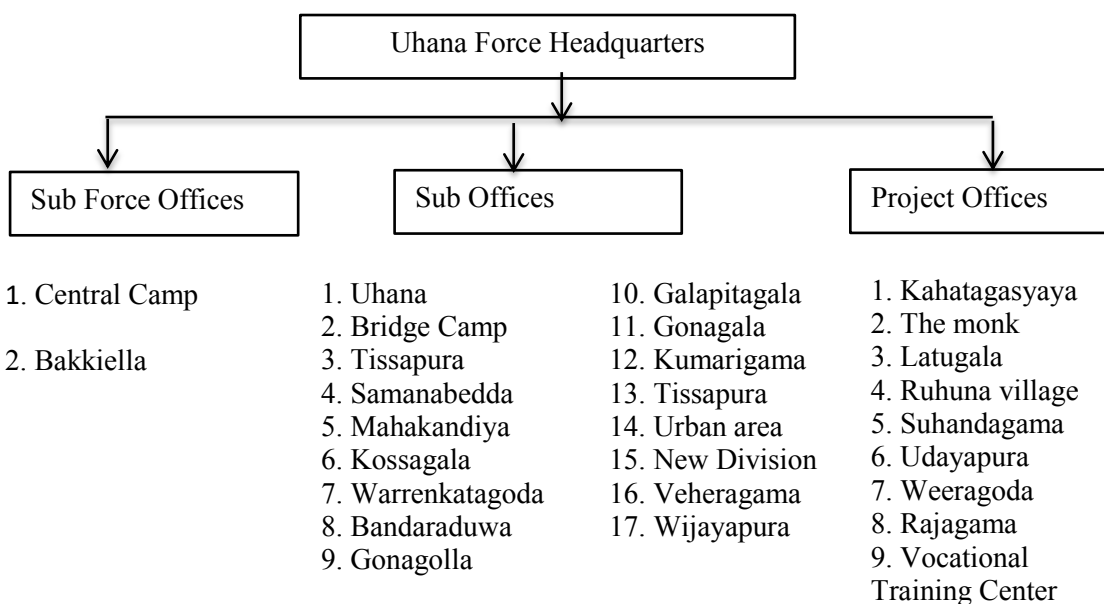 Uhana Force Headquarters
Sub Force Offices
Sub Offices
Project Offices
1. Central Camp
2. Bakkiella
1. Uhana
2. Bridge Camp
3. Tissapura
4. Samanabedda
5. Mahakandiya
6. Kossagala
7. Warrenkatagoda
8. Bandaraduwa
9. Gonagolla
10. Galapitagala
11. Gonagala
12. Kumarigama
13. Tissapura
14. Urban area
15. New Division
16. Veheragama
17. Wijayapura
1. Kahatagasyaya
2. The monk
3. Latugala
4. Ruhuna village
5. Suhandagama
6. Udayapura
7. Weeragoda
8. Rajagama
9. Vocational
Training Center